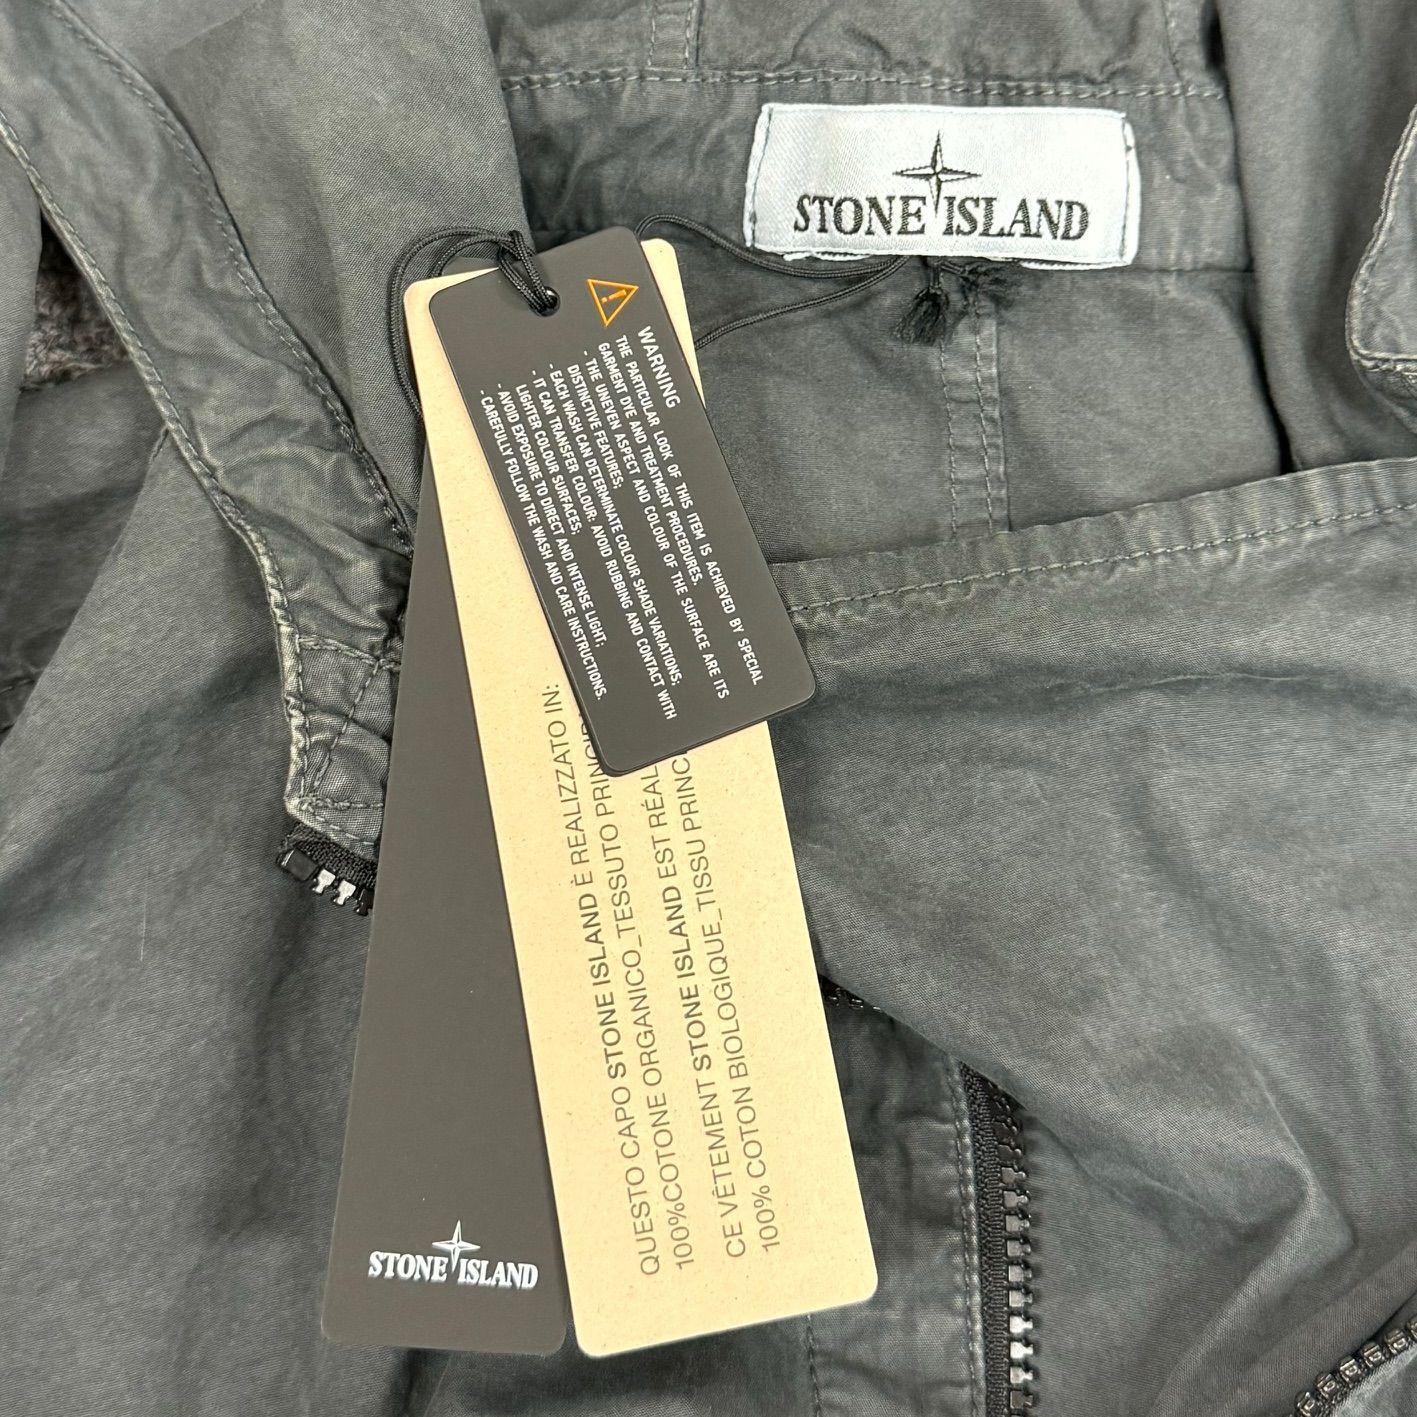 STONE ISLAND
WARNING
THE PARTICULAR LOOK OF THIS ITEM IS ACHIEVED BY SPECIAL
GARMENT DYE AND TREATMENT PROCEDURES.
- THE UNEVEN ASPECT AND COLOUR OF THE SURFACE ARE ITS
DISTINCTIVE FEATURES;
- EACH WASH CAN DETERMINATE COLOUR SHADE VARIATIONS;
- IT CAN TRANSFER COLOUR: AVOID RUBBING AND CONTACT WITH
LIGHTER COLOUR SURFACES;
- AVOID EXPOSURE TO DIRECT AND INTENSE LIGHT;
- CAREFULLY FOLLOW THE WASH AND CARE INSTRUCTIONS.
QUESTO CAPO STONE ISLAND È REALIZZATO IN:
100%COTONE ORGANICO_TESSUTO PRINC
CE VÊTEMENT STONE ISLAND EST RÉAL
100% COTON BIOLOGIQUE_TISSU PRINC
STONE ISLAND